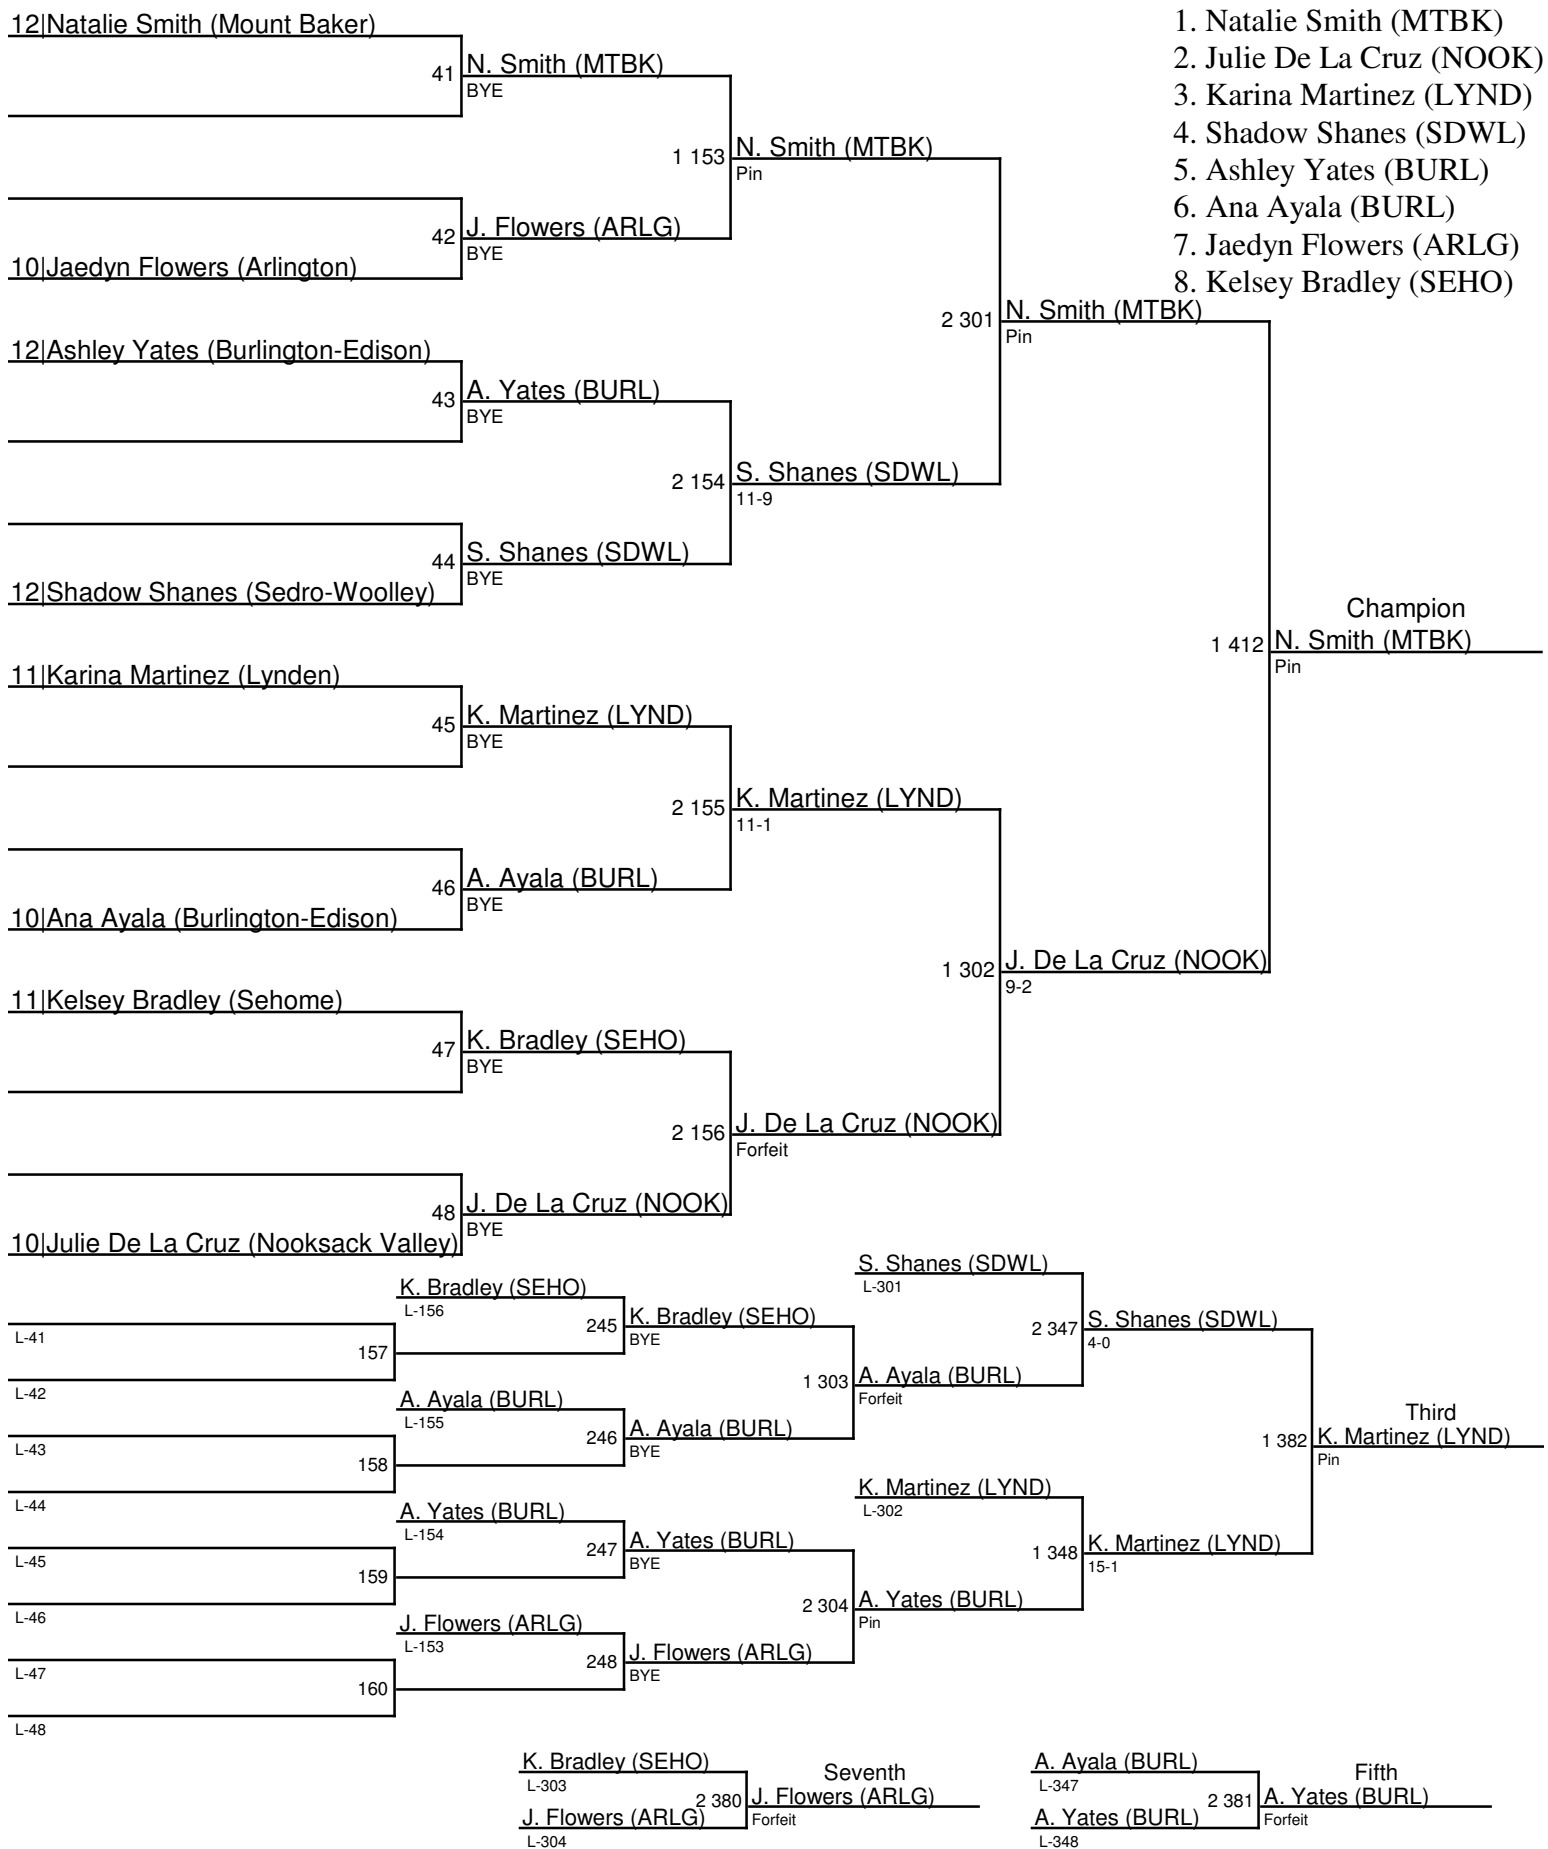 12|Natalie Smith (Mount Baker)
41 N. Smith (MTBK)
BYE
1 153 N. Smith (MTBK)
Pin
42 J. Flowers (ARLG)
BYE
10|Jaedyn Flowers (Arlington)
2 301 N. Smith (MTBK)
Pin
12|Ashley Yates (Burlington-Edison)
43 A. Yates (BURL)
BYE
2 154 S. Shanes (SDWL)
11-9
44 S. Shanes (SDWL)
BYE
12|Shadow Shanes (Sedro-Woolley)
Champion
1 412 N. Smith (MTBK)
Pin
11|Karina Martinez (Lynden)
45 K. Martinez (LYND)
BYE
2 155 K. Martinez (LYND)
11-1
46 A. Ayala (BURL)
BYE
10|Ana Ayala (Burlington-Edison)
1 302 J. De La Cruz (NOOK)
9-2
11|Kelsey Bradley (Sehome)
47 K. Bradley (SEHO)
BYE
2 156 J. De La Cruz (NOOK)
Forfeit
48 J. De La Cruz (NOOK)
BYE
10|Julie De La Cruz (Nooksack Valley)
1. Natalie Smith (MTBK)
2. Julie De La Cruz (NOOK)
3. Karina Martinez (LYND)
4. Shadow Shanes (SDWL)
5. Ashley Yates (BURL)
6. Ana Ayala (BURL)
7. Jaedyn Flowers (ARLG)
8. Kelsey Bradley (SEHO)
L-41
157
L-42
L-43
158
L-44
L-45
159
L-46
L-47
160
L-48
K. Bradley (SEHO)
L-156
245 K. Bradley (SEHO)
BYE
A. Ayala (BURL)
L-155
246 A. Ayala (BURL)
BYE
A. Yates (BURL)
L-154
247 A. Yates (BURL)
BYE
J. Flowers (ARLG)
L-153
248 J. Flowers (ARLG)
BYE
S. Shanes (SDWL)
L-301
1 303 A. Ayala (BURL)
Forfeit
2 347 S. Shanes (SDWL)
4-0
K. Martinez (LYND)
L-302
2 304 A. Yates (BURL)
Pin
1 348 K. Martinez (LYND)
15-1
Third
1 382 K. Martinez (LYND)
Pin
K. Bradley (SEHO)
L-303
J. Flowers (ARLG)
L-304
Seventh
2 380 J. Flowers (ARLG)
Forfeit
A. Ayala (BURL)
L-347
A. Yates (BURL)
L-348
Fifth
2 381 A. Yates (BURL)
Forfeit